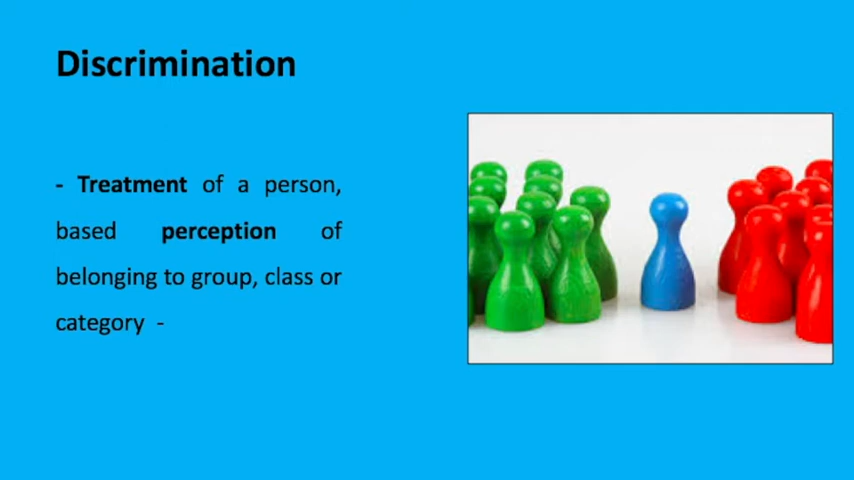 Discrimination
- Treatment of a person,
based perception of
belonging to group, class or
category -